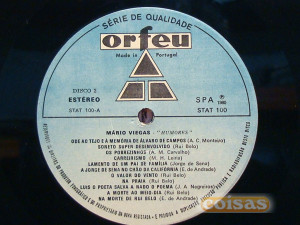 SÉRIE DE QUALIDADE
orfeu
Made in Portugal
DISCO 2
ESTÉREO
STAT 100-A
SPA
STAT 100
MÁRIO VIEGAS - "HUMORES"
ODE AO TEJO E À MEMÓRIA DE ÁLVARO DE CAMPOS (A. C. Monteiro)
SONETO SUPER DESENVOLVIDO (Rui Belo)
OS POBREZINHOS (A. M. Carvalho)
CARREIRISMO (M. H. Leiria)
LAMENTO DE UM PAI DE FAMÍLIA (Jorge de Sena)
A JORGE DE SENA NO CHÃO DA CALIFÓRNIA (E. de Andrade)
O VALOR DO VENTO (Rui Belo)
NA PRAIA (Rui Belo)
LUIS O POETA SALVA A NADO O POEMA (J. A. Negreiros)
A MORTE AO MEIO-DIA (Rui Belo)
NA MORTE DE RUI BELO (E. de Andrade)
coisas